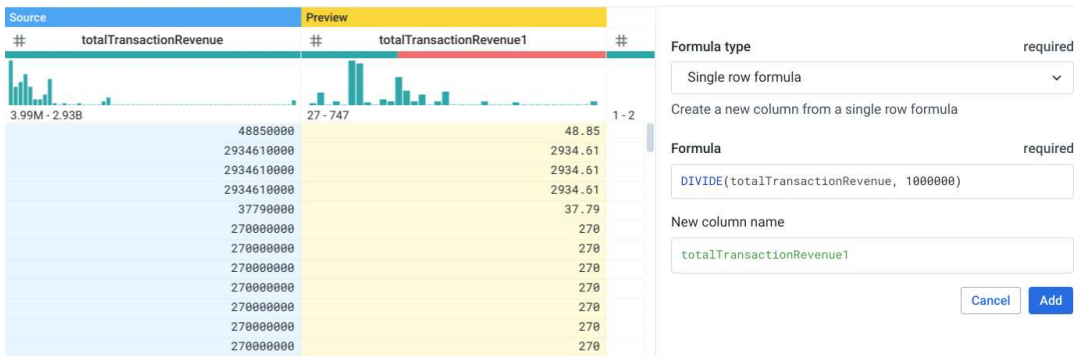 Source Preview
# totalTransactionRevenue # totalTransactionRevenue1 #
3.99M - 2.93B 27 - 747 1 - 2
48850000 48.85
2934610000 2934.61
2934610000 2934.61
2934610000 2934.61
37790000 37.79
270000000 270
270000000 270
270000000 270
270000000 270
270000000 270
270000000 270
270000000 270
Formula type required
Single row formula
Create a new column from a single row formula
Formula required
DIVIDE(totalTransactionRevenue, 1000000)
New column name
totalTransactionRevenue1
Cancel Add